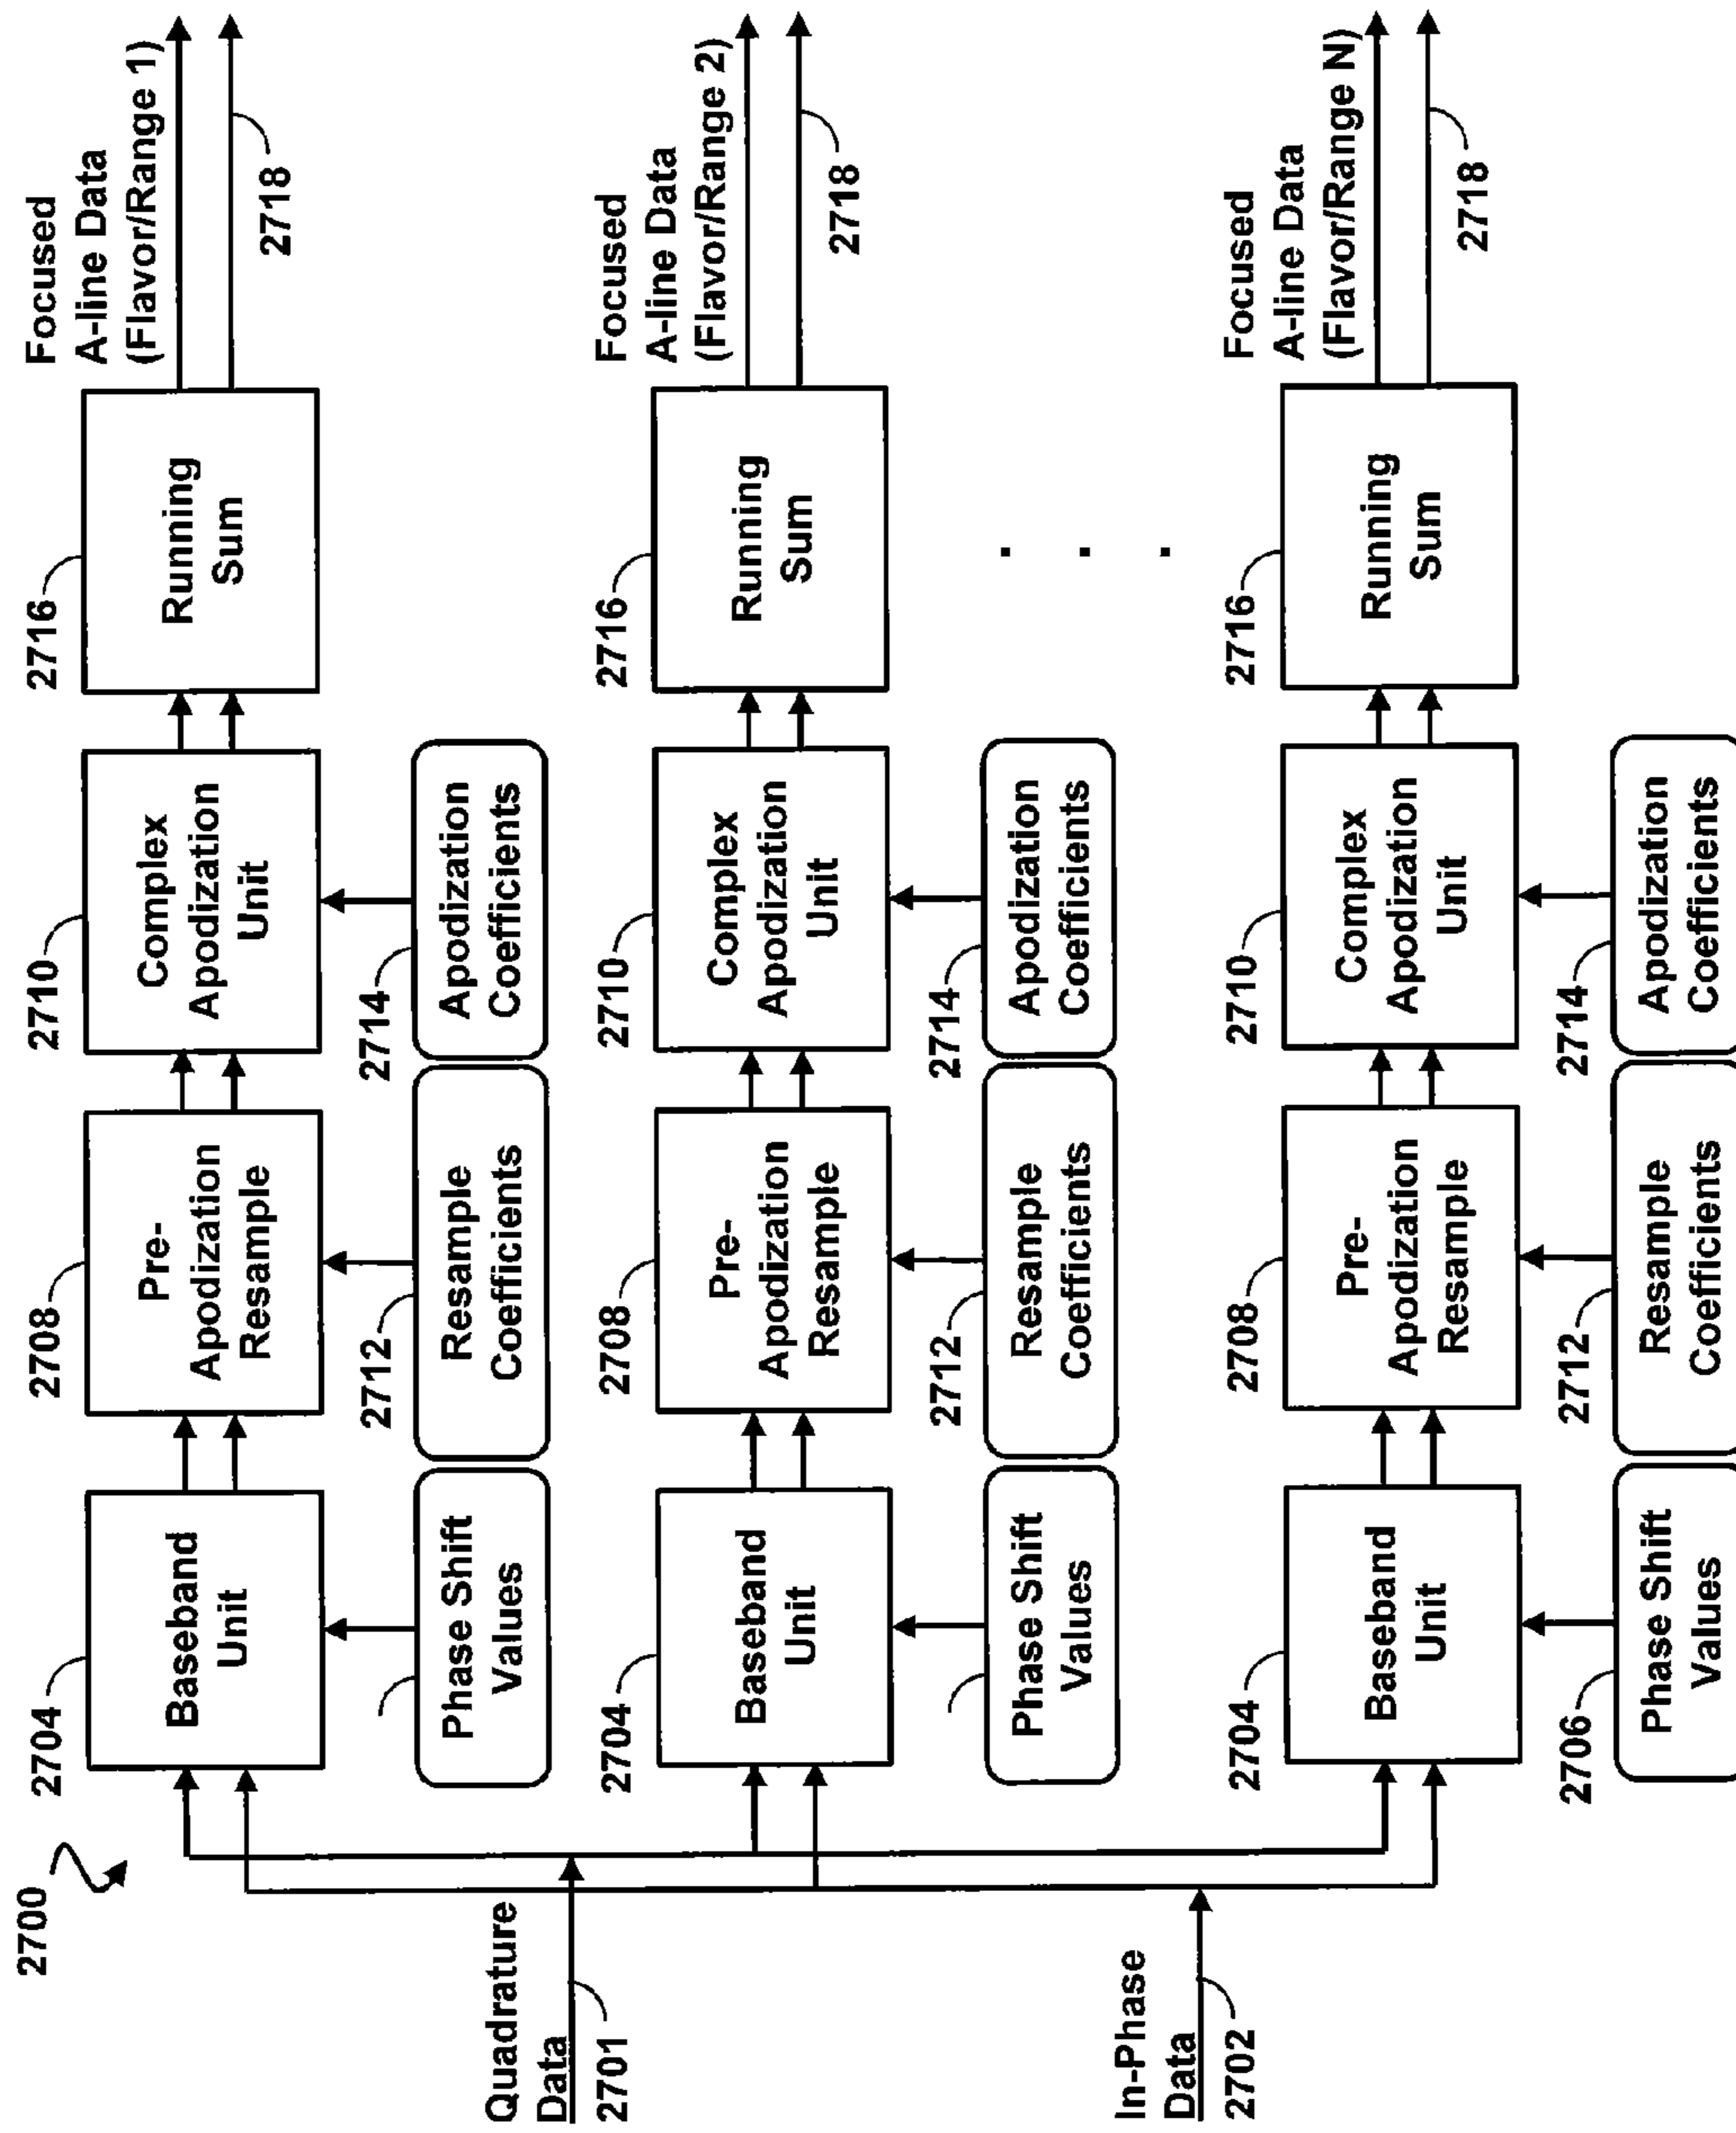 2700
Quadrature
Data
2701
In-Phase
Data
2702
2704
Baseband
Unit
Phase Shift
Values
2708
Pre-
Apodization
Resample
2712
Resample
Coefficients
2710
Complex
Apodization
Unit
2714
Apodization
Coefficients
2716
Running
Sum
Focused
A-line Data
(Flavor/Range 1)
2718
2704
Baseband
Unit
Phase Shift
Values
2708
Pre-
Apodization
Resample
2712
Resample
Coefficients
2710
Complex
Apodization
Unit
2714
Apodization
Coefficients
2716
Running
Sum
Focused
A-line Data
(Flavor/Range 2)
2718
. . .
2704
Baseband
Unit
2706
Phase Shift
Values
2708
Pre-
Apodization
Resample
2712
Resample
Coefficients
2710
Complex
Apodization
Unit
2714
Apodization
Coefficients
2716
Running
Sum
Focused
A-line Data
(Flavor/Range N)
2718